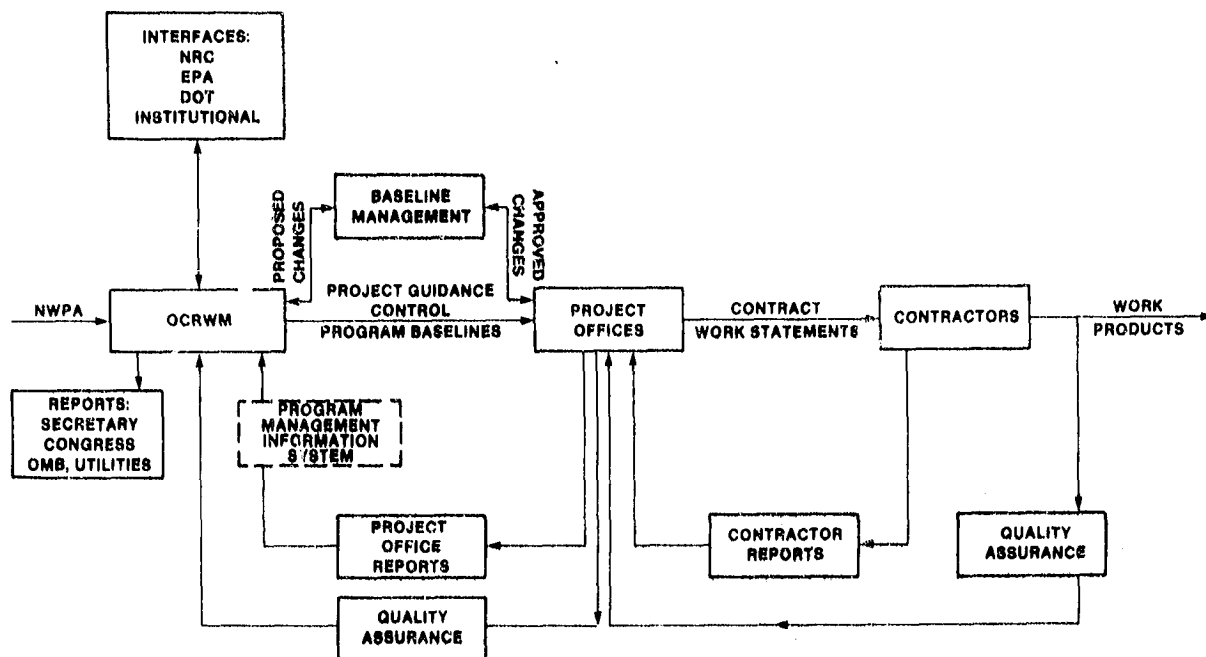 INTERFACES:
NRC
EPA
DOT
INSTITUTIONAL
PROPOSED
CHANGES
BASELINE
MANAGEMENT
APPROVED
CHANGES
NWPA
OCRWM
PROJECT GUIDANCE
CONTROL
PROGRAM BASELINES
PROJECT
OFFICES
CONTRACT
WORK STATEMENTS
CONTRACTORS
WORK
PRODUCTS
REPORTS:
SECRETARY
CONGRESS
OMB, UTILITIES
PROGRAM
MANAGEMENT
INFORMATION
SYSTEM
PROJECT
OFFICE
REPORTS
CONTRACTOR
REPORTS
QUALITY
ASSURANCE
QUALITY
ASSURANCE